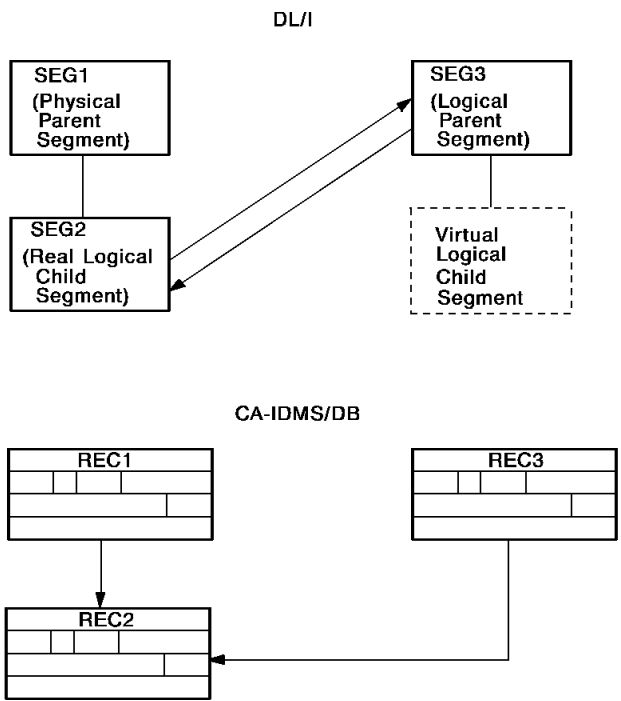 DL/I
SEG1
(Physical
Parent
Segment)
SEG3
(Logical
Parent
Segment)
SEG2
(Real Logical
Child
Segment)
Virtual
Logical
Child
Segment
CA-IDMS/DB
REC1
REC3
REC2